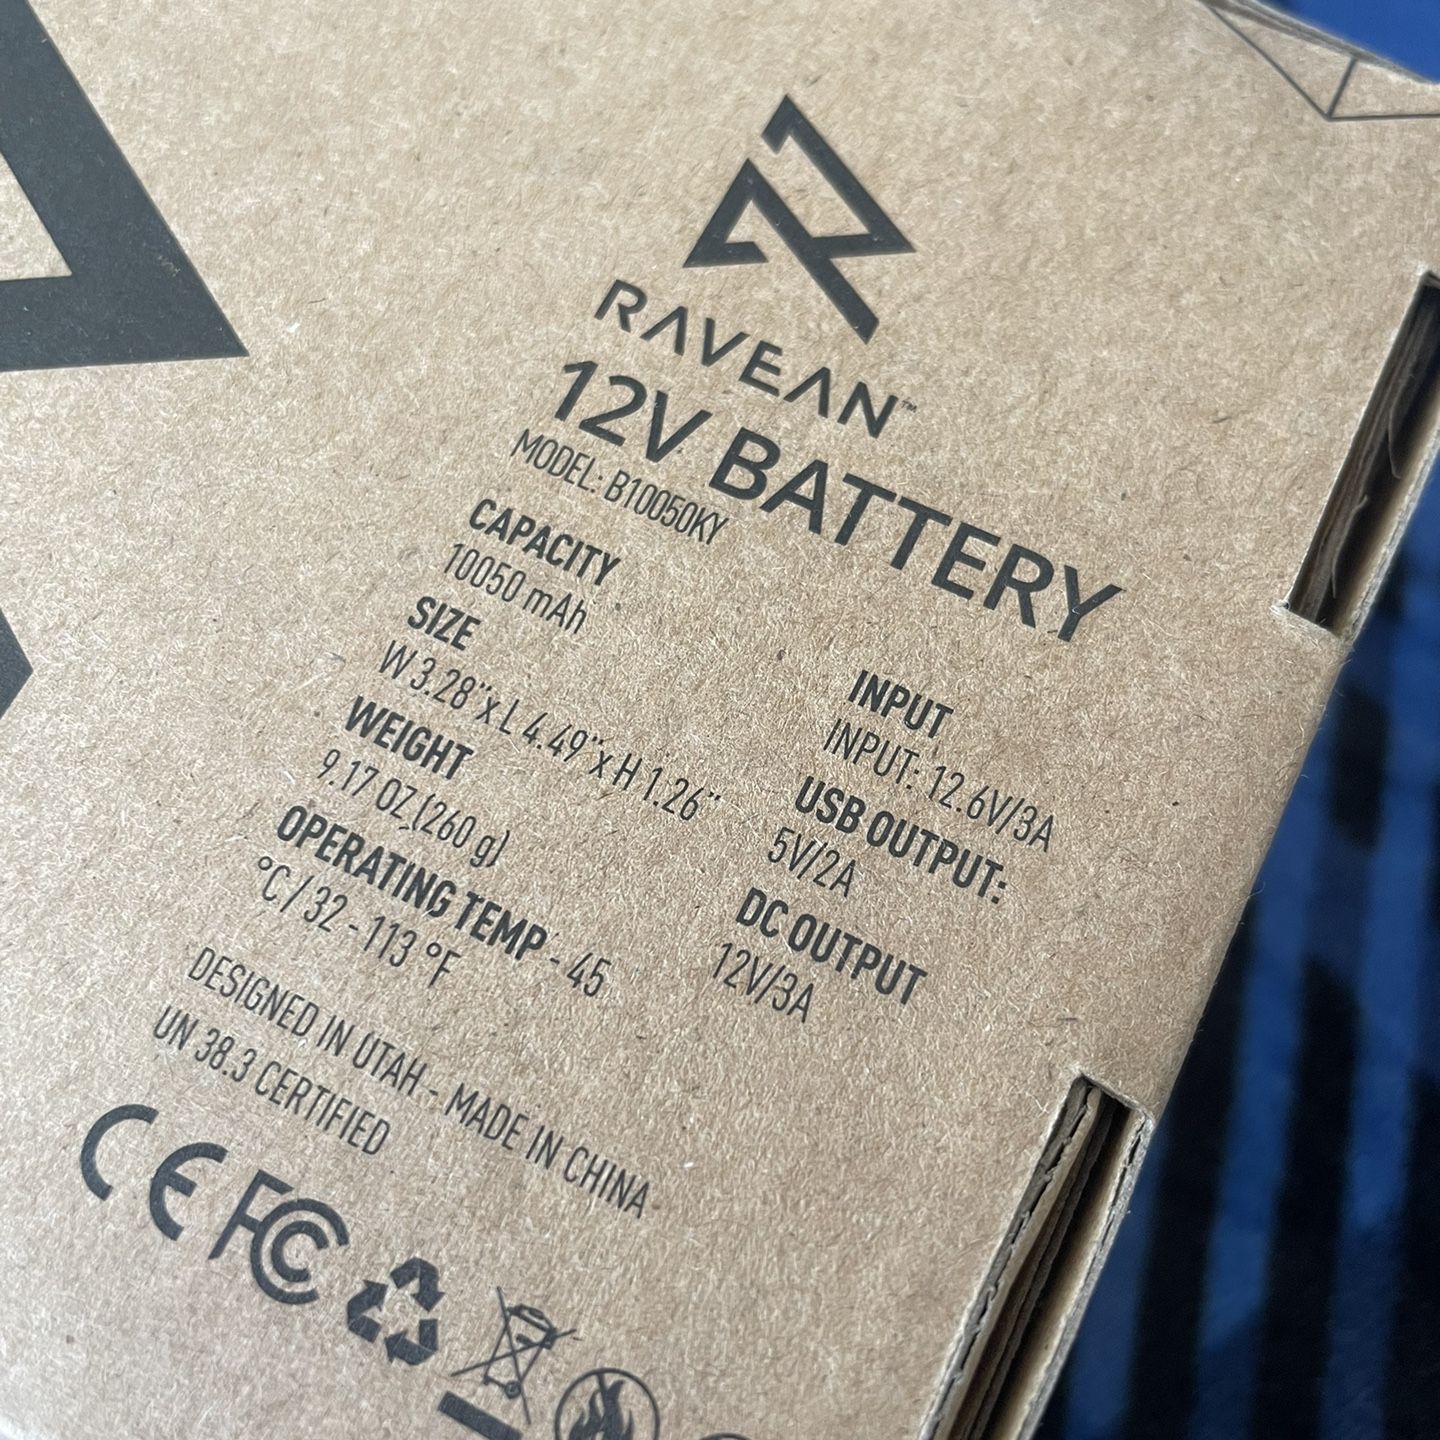 RAVEAN™
12V BATTERY
MODEL: B10050KY
CAPACITY
10050 mAh
SIZE
W 3.28" x L 4.49" x H 1.26"
WEIGHT
9.17 OZ (260 g)
OPERATING TEMP - 45
°C / 32 - 113 °F
INPUT
INPUT: 12.6V/3A
USB OUTPUT:
5V/2A
DC OUTPUT
12V/3A
DESIGNED IN UTAH - MADE IN CHINA
UN 38.3 CERTIFIED
CE FC